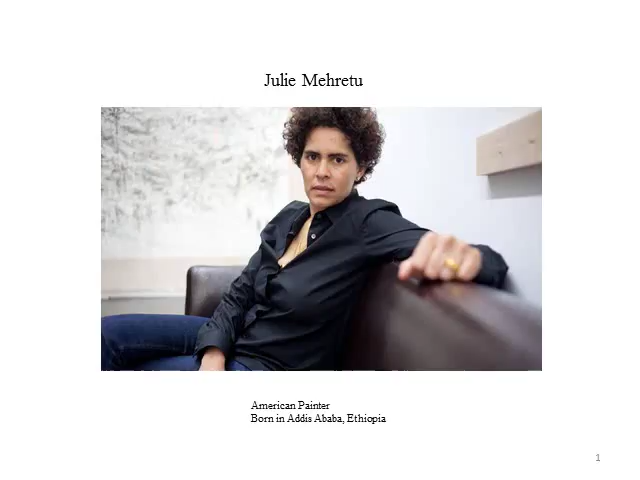 Julie Mehretu
American Painter
Born in Addis Ababa, Ethiopia
1